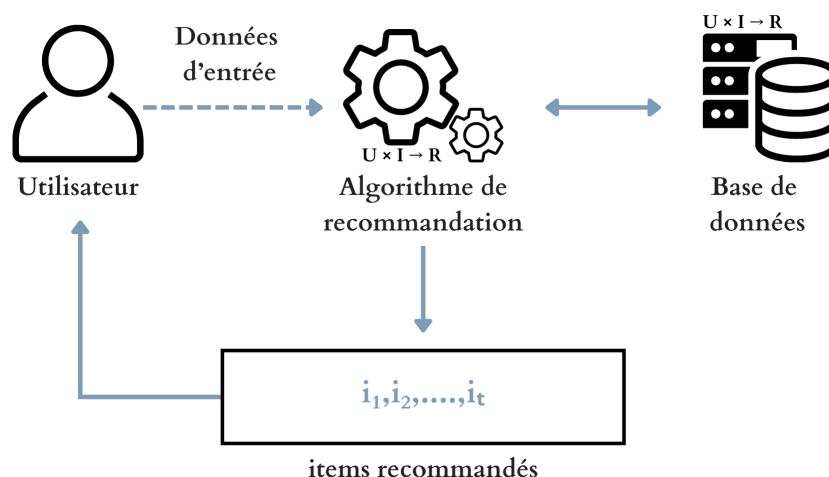 Données
d'entrée
U × I → R
U × I → R
Utilisateur
Algorithme de
recommandation
Base de
données
i₁,i₂,....,iₜ
items recommandés